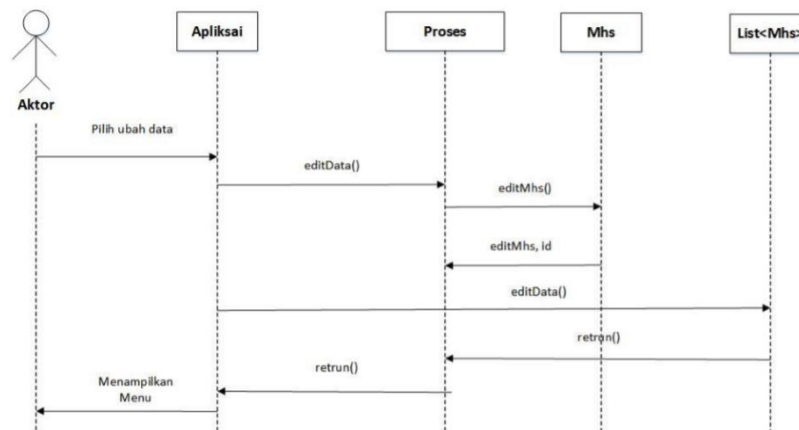 Apliksai
Proses
Mhs
List<Mhs>
Aktor
Pilih ubah data
editData()
editMhs()
editMhs, id
editData()
retrun()
retrun()
Menampilkan
Menu